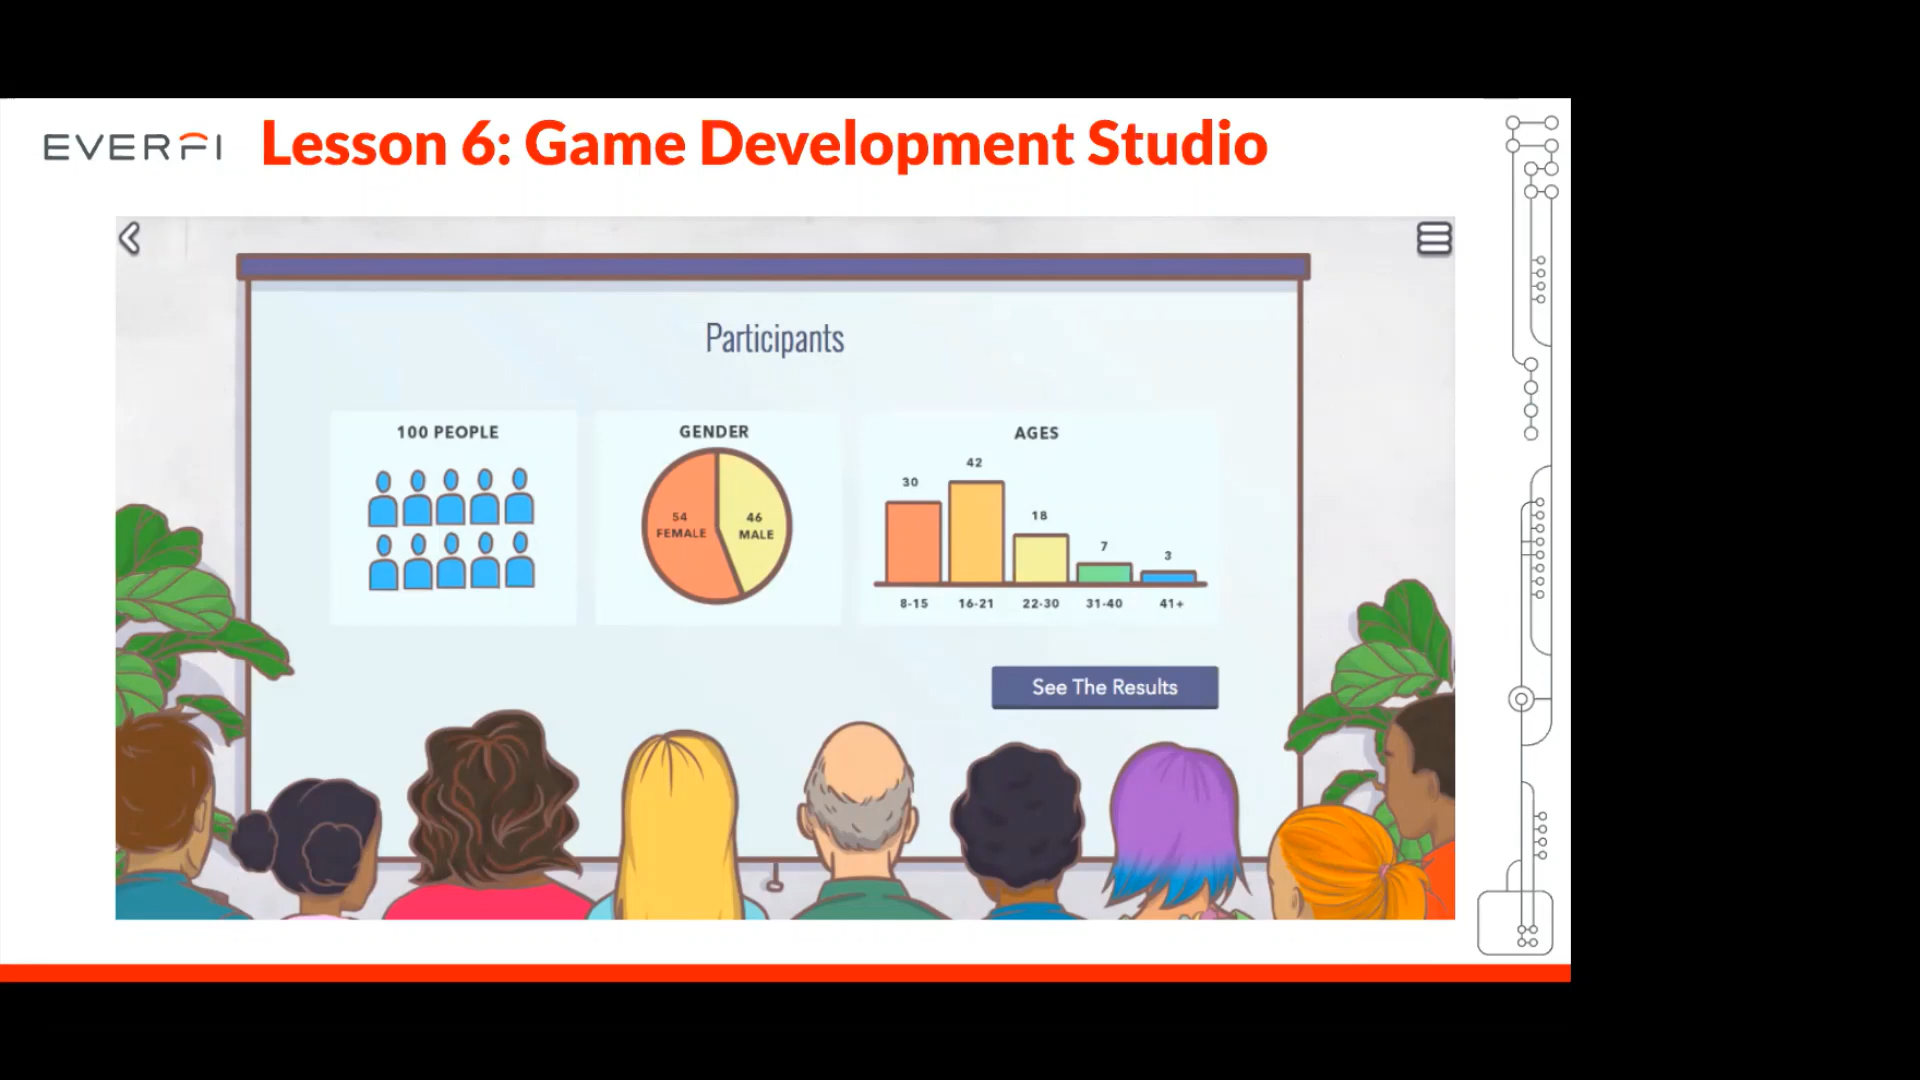 EVERFI
Lesson 6: Game Development Studio
Participants
100 PEOPLE
GENDER
54
FEMALE
46
MALE
AGES
30
42
18
7
3
8-15
16-21
22-30
31-40
41+
See The Results